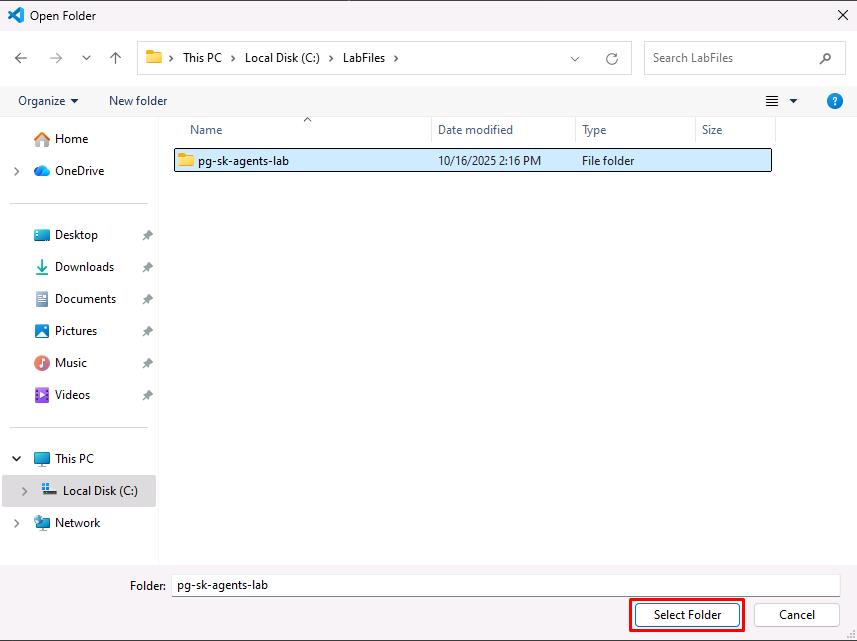 Open Folder
This PC Local Disk (C:) LabFiles
Search LabFiles
Organize New folder
?
Name Date modified Type Size
pg-sk-agents-lab 10/16/2025 2:16 PM File folder
Home
OneDrive
Desktop
Downloads
Documents
Pictures
Music
Videos
This PC
Local Disk (C:)
Network
Folder: pg-sk-agents-lab
Select Folder Cancel